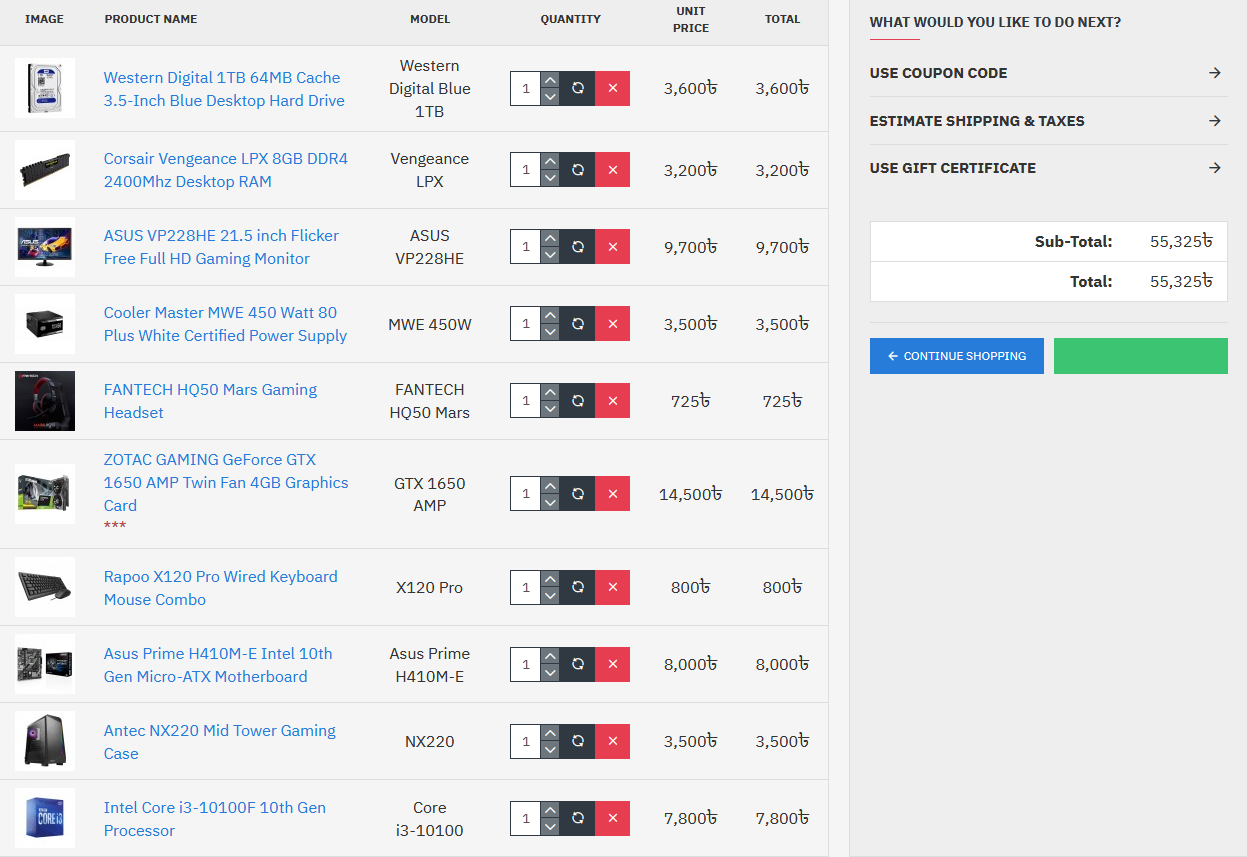 IMAGE PRODUCT NAME MODEL QUANTITY UNIT PRICE TOTAL
Western Digital 1TB 64MB Cache
3.5-Inch Blue Desktop Hard Drive
Western
Digital Blue
1TB
1
3,600৳ 3,600৳
Corsair Vengeance LPX 8GB DDR4
2400Mhz Desktop RAM
Vengeance
LPX
1
3,200৳ 3,200৳
ASUS VP228HE 21.5 inch Flicker
Free Full HD Gaming Monitor
ASUS
VP228HE
1
9,700৳ 9,700৳
Cooler Master MWE 450 Watt 80
Plus White Certified Power Supply
MWE 450W
1
3,500৳ 3,500৳
FANTECH HQ50 Mars Gaming
Headset
FANTECH
HQ50 Mars
1
725৳ 725৳
ZOTAC GAMING GeForce GTX
1650 AMP Twin Fan 4GB Graphics
Card
***
GTX 1650
AMP
1
14,500৳ 14,500৳
Rapoo X120 Pro Wired Keyboard
Mouse Combo
X120 Pro
1
800৳ 800৳
Asus Prime H410M-E Intel 10th
Gen Micro-ATX Motherboard
Asus Prime
H410M-E
1
8,000৳ 8,000৳
Antec NX220 Mid Tower Gaming
Case
NX220
1
3,500৳ 3,500৳
Intel Core i3-10100F 10th Gen
Processor
CORE i3
Core
i3-10100
1
7,800৳ 7,800৳
WHAT WOULD YOU LIKE TO DO NEXT?
USE COUPON CODE
ESTIMATE SHIPPING & TAXES
USE GIFT CERTIFICATE
Sub-Total: 55,325৳
Total: 55,325৳
CONTINUE SHOPPING